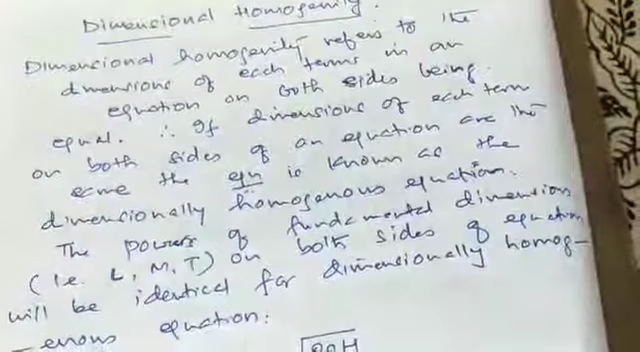 Dimensional Homogenity.
Dimensional homogenity refers to the
dimensions of each terms in an
equation on both sides being
equal. ∴ If dimensions of each term
on both sides of an equation are the
same the eqn is known as the
dimensionally homogenous equation.
The powers of fundamental dimension
(i.e. L, M, T) on both sides of equation
will be identical for dimensionally homog-
-enous equation.
√2gH